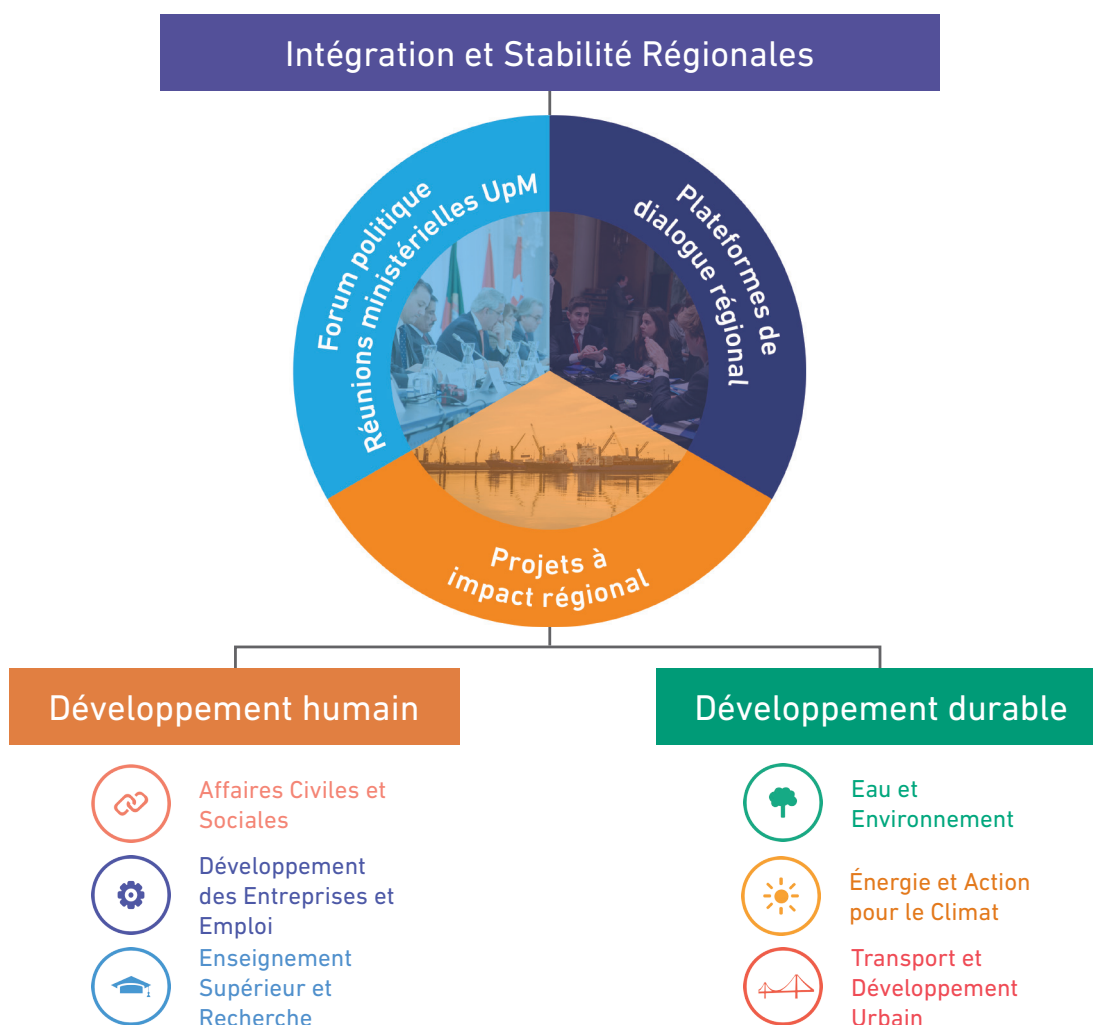 Intégration et Stabilité Régionales
Forum politique
Réunions ministérielles UpM
Plateformes de
dialogue régional
Projets à
impact régional
Développement humain
Affaires Civiles et
Sociales
Développement
des Entreprises et
Emploi
Enseignement
Supérieur et
Recherche
Développement durable
Eau et
Environnement
Énergie et Action
pour le Climat
Transport et
Développement
Urbain